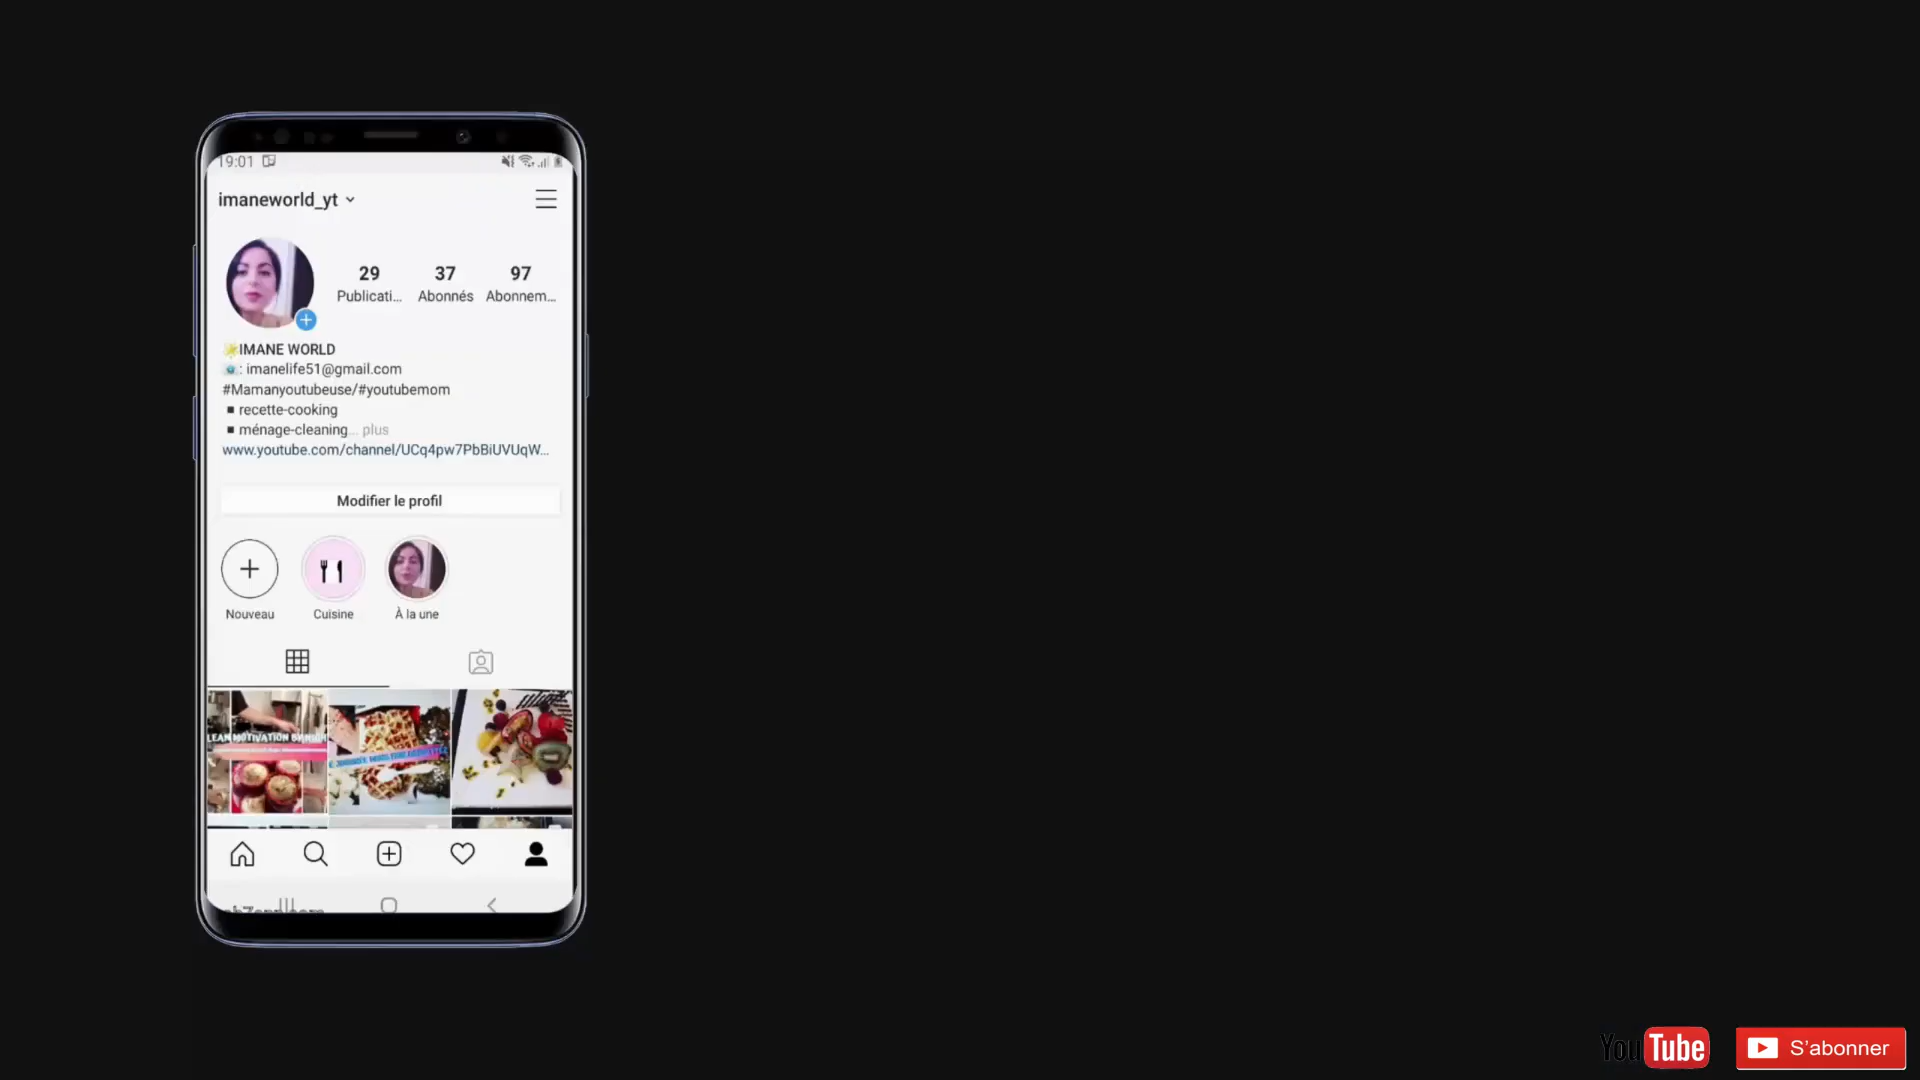 19:01
imaneworld_yt
29 37 97
Publicati... Abonnés Abonnem...
IMANE WORLD
: imanelife51@gmail.com
#Mamanyoutubeuse/#youtubemom
▪ recette-cooking
▪ ménage-cleaning... plus
www.youtube.com/channel/UCq4pw7PbBiUVUqW...
Modifier le profil
Nouveau Cuisine À la une
MOTIVATION
YouTube S'abonner